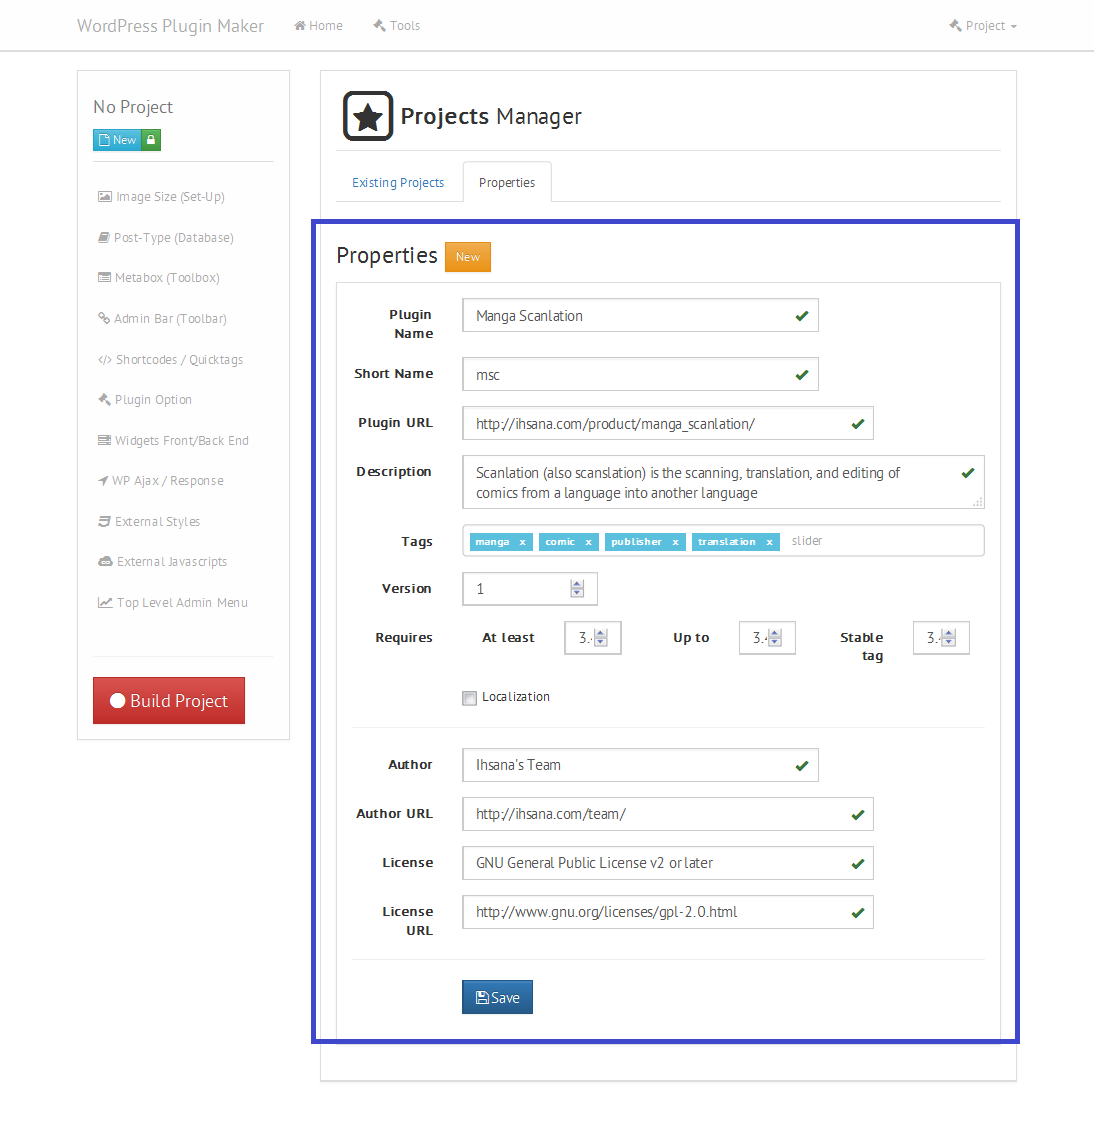 WordPress Plugin Maker Home Tools Project
No Project
New
Image Size (Set-Up)
Post-Type (Database)
Metabox (Toolbox)
Admin Bar (Toolbar)
Shortcodes / Quicktags
Plugin Option
Widgets Front/Back End
WP Ajax / Response
External Styles
External Javascripts
Top Level Admin Menu
Build Project
Projects Manager
Existing Projects Properties
Properties New
Plugin Name Manga Scanlation
Short Name msc
Plugin URL http://ihsana.com/product/manga_scanlation/
Description Scanlation (also scanslation) is the scanning, translation, and editing of
comics from a language into another language
Tags manga x comic x publisher x translation x slider
Version 1
Requires At least 3. Up to 3. Stable tag 3.
Localization
Author Ihsana's Team
Author URL http://ihsana.com/team/
License GNU General Public License v2 or later
License URL http://www.gnu.org/licenses/gpl-2.0.html
Save